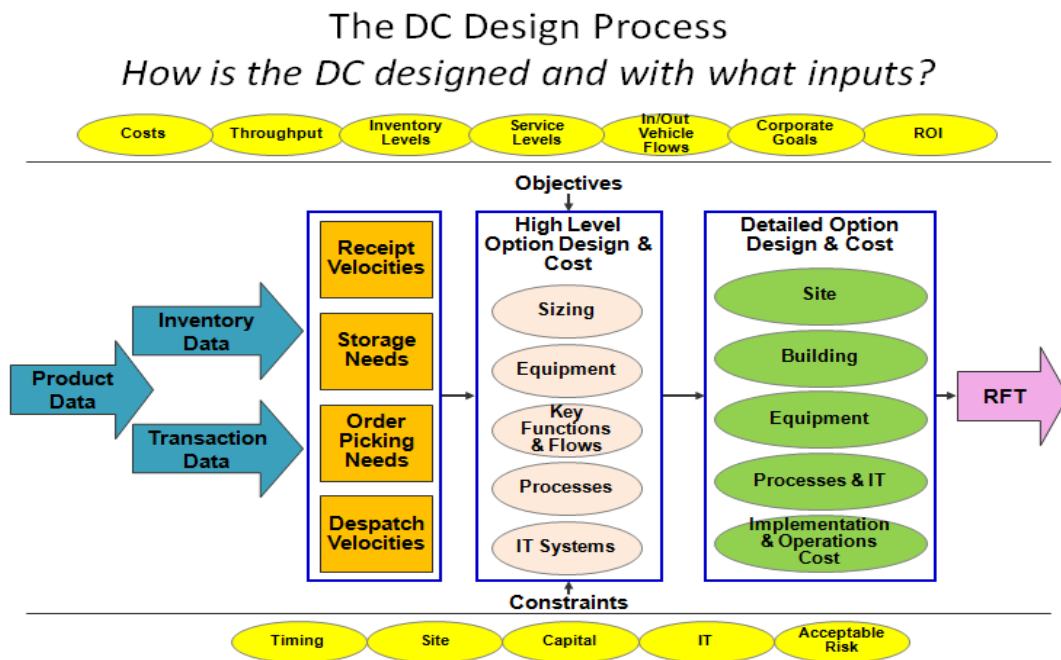 The DC Design Process
How is the DC designed and with what inputs?
Costs
Throughput
Inventory
Levels
Service
Levels
In/Out
Vehicle
Flows
Corporate
Goals
ROI
Objectives
Receipt
Velocities
Storage
Needs
Order
Picking
Needs
Despatch
Velocities
High Level
Option Design &
Cost
Sizing
Equipment
Key
Functions
& Flows
Processes
IT Systems
Detailed Option
Design & Cost
Site
Building
Equipment
Processes & IT
Implementation
& Operations
Cost
Product
Data
Inventory
Data
Transaction
Data
RFT
Constraints
Timing
Site
Capital
IT
Acceptable
Risk